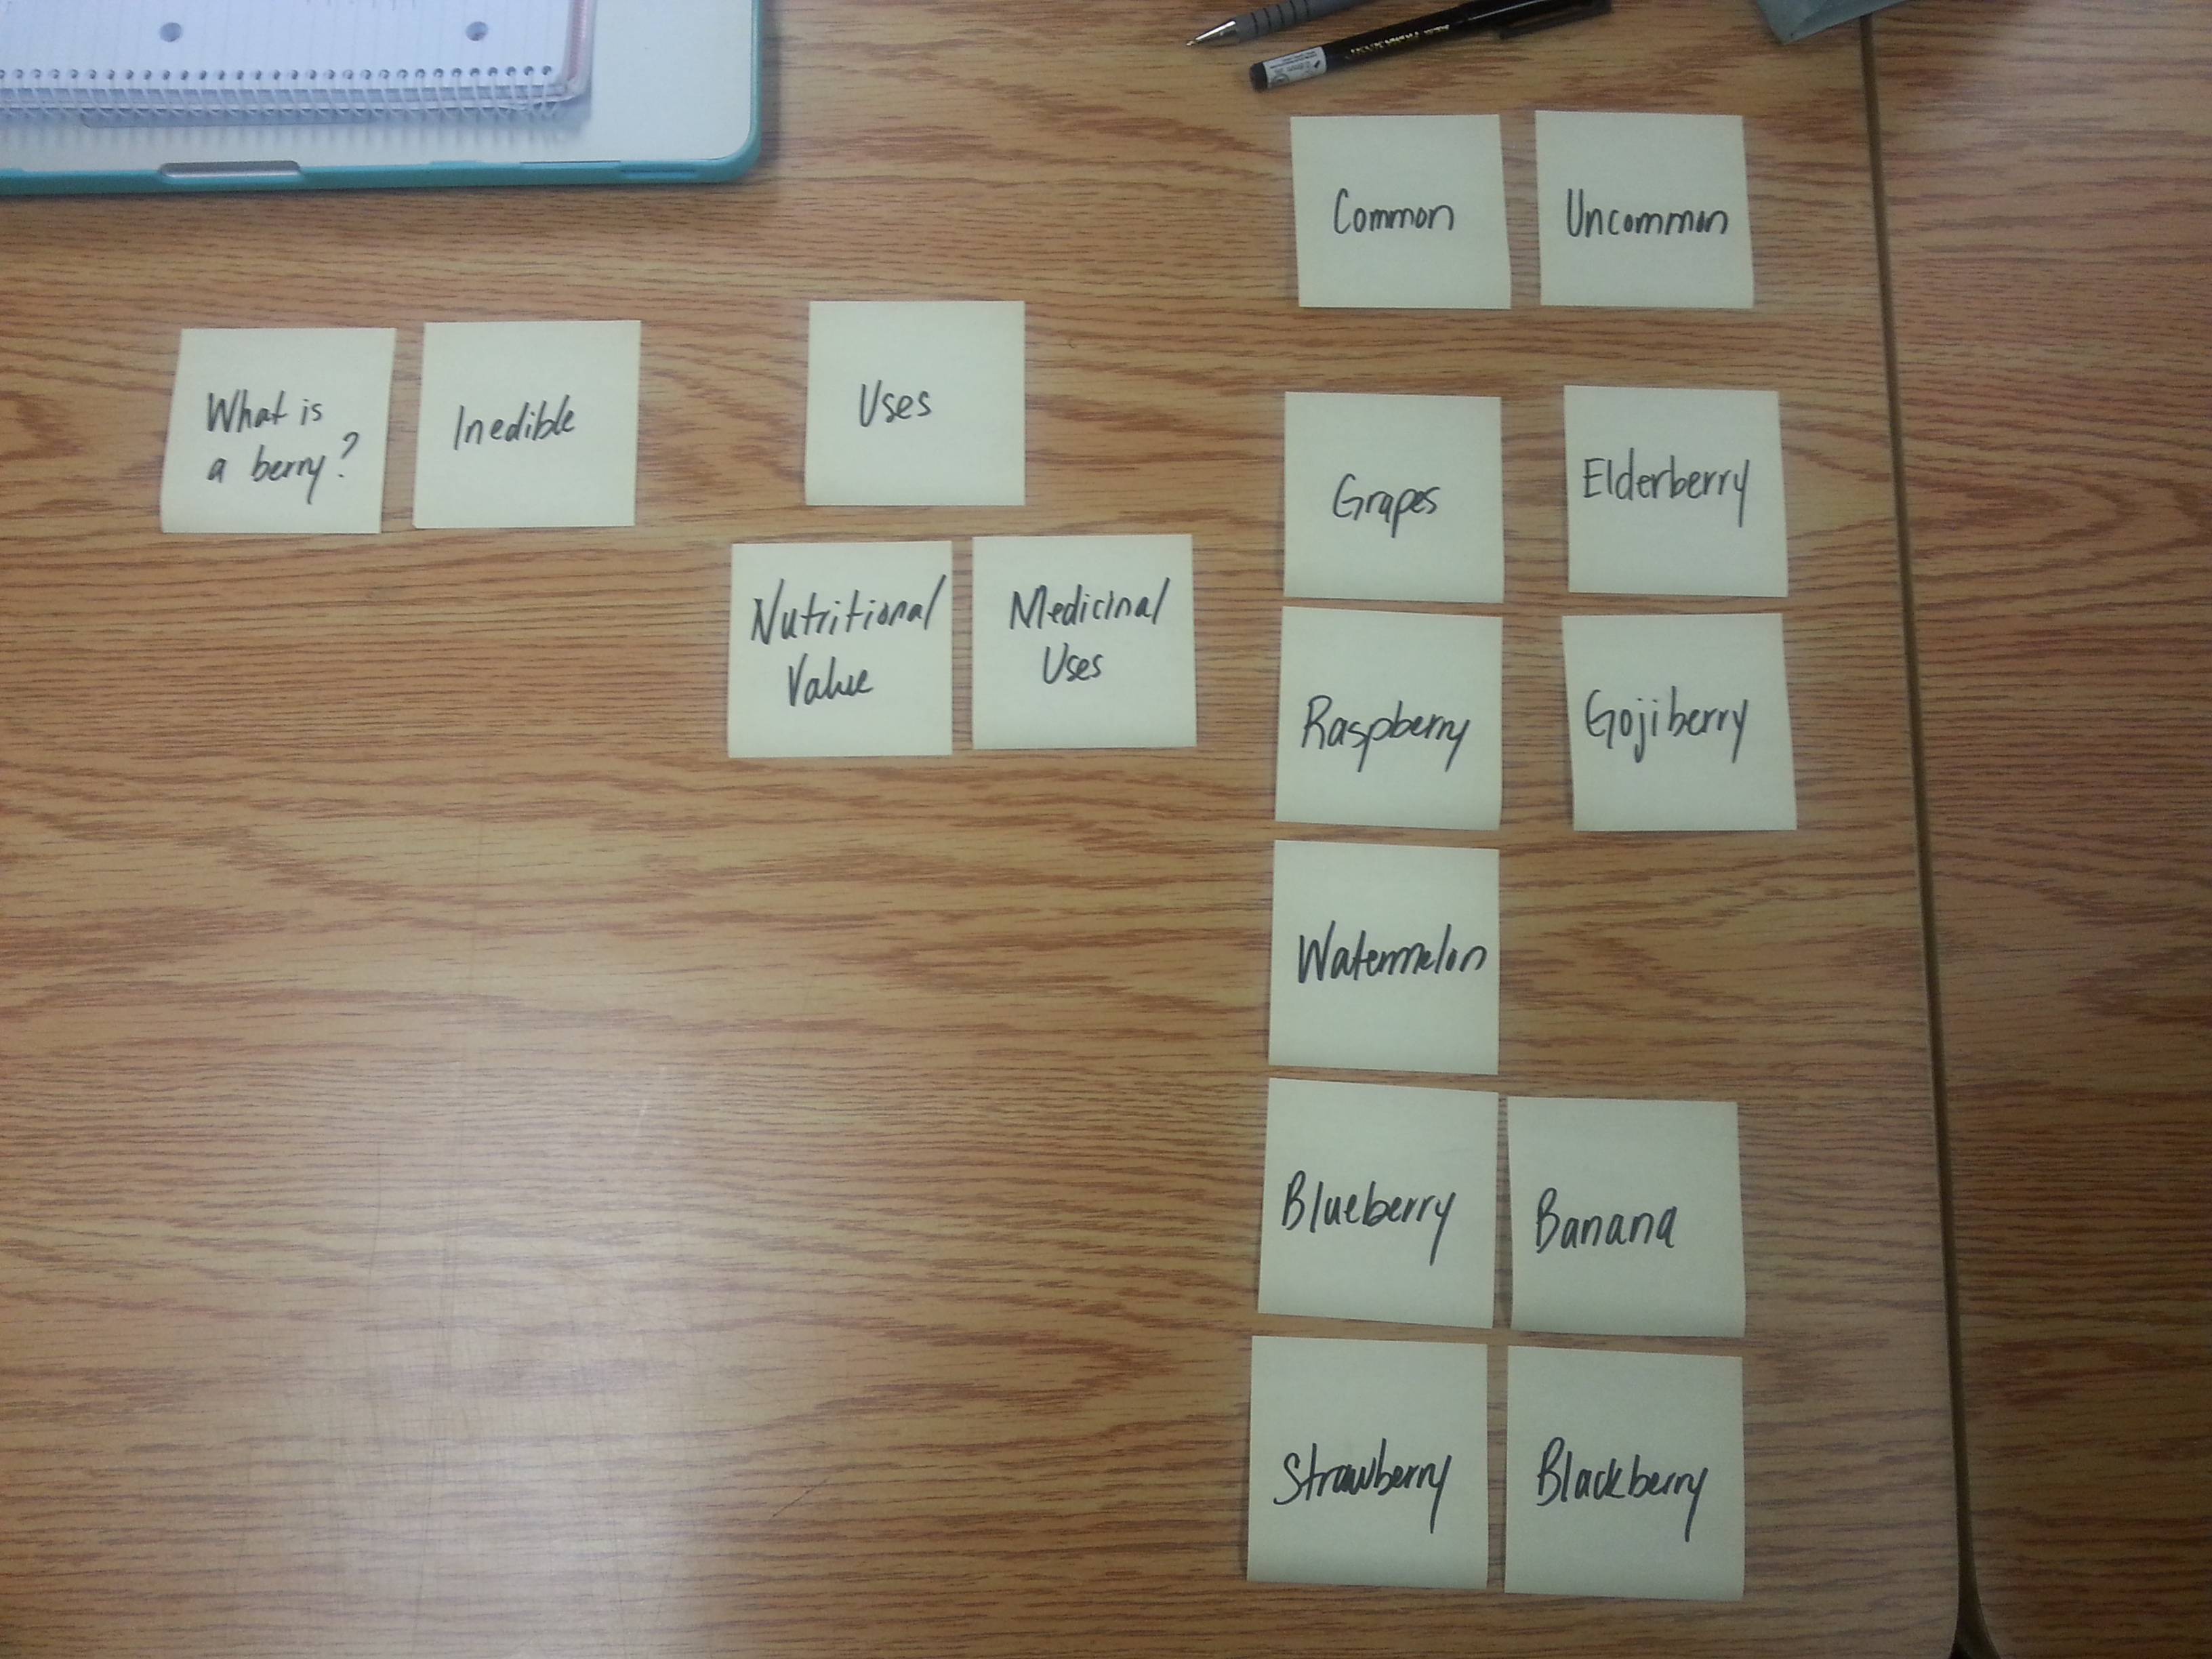 Common
Uncommon
What is
a berry?
Inedible
Uses
Grapes
Elderberry
Nutritional
Value
Medicinal
Uses
Raspberry
Gojiberry
Watermelon
Blueberry
Banana
Strawberry
Blackberry